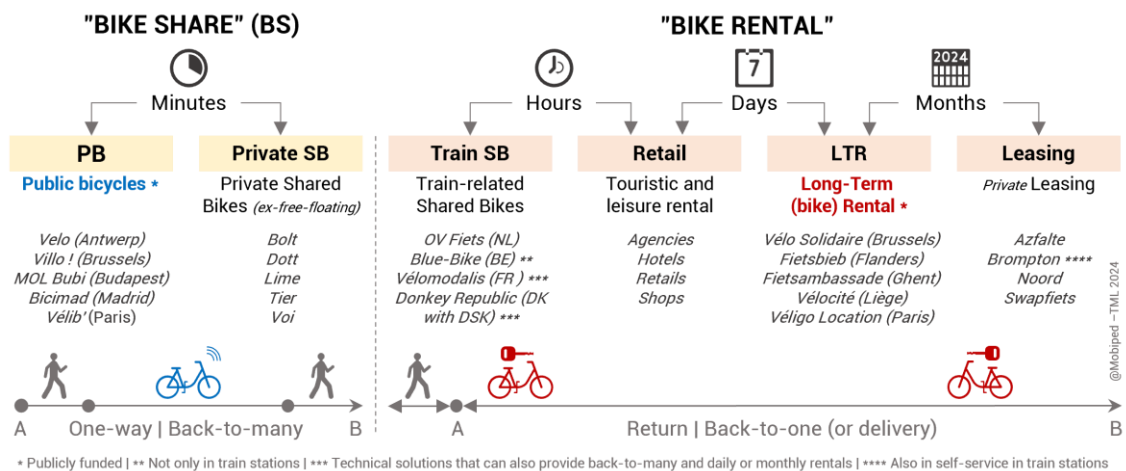 "BIKE SHARE" (BS)
"BIKE RENTAL"
Minutes
Hours
7
Days
2024
Months
PB
Public bicycles *
Velo (Antwerp)
Villo ! (Brussels)
MOL Bubi (Budapest)
Bicimad (Madrid)
Vélib' (Paris)
Private SB
Private Shared
Bikes (ex-free-floating)
Bolt
Dott
Lime
Tier
Voi
Train SB
Train-related
Shared Bikes
OV Fiets (NL)
Blue-Bike (BE) **
Vélomodalis (FR ) ***
Donkey Republic (DK
with DSK) ***
Retail
Touristic and
leisure rental
Agencies
Hotels
Retails
Shops
LTR
Long-Term
(bike) Rental *
Vélo Solidaire (Brussels)
Fietsbieb (Flanders)
Fietsambassade (Ghent)
Vélocité (Liège)
Véligo Location (Paris)
Leasing
Private Leasing
Azfalte
Brompton ****
Noord
Swapfiets
@Mobiped –TML 2024
A One-way | Back-to-many B
A Return | Back-to-one (or delivery) B
* Publicly funded | ** Not only in train stations | *** Technical solutions that can also provide back-to-many and daily or monthly rentals | **** Also in self-service in train stations